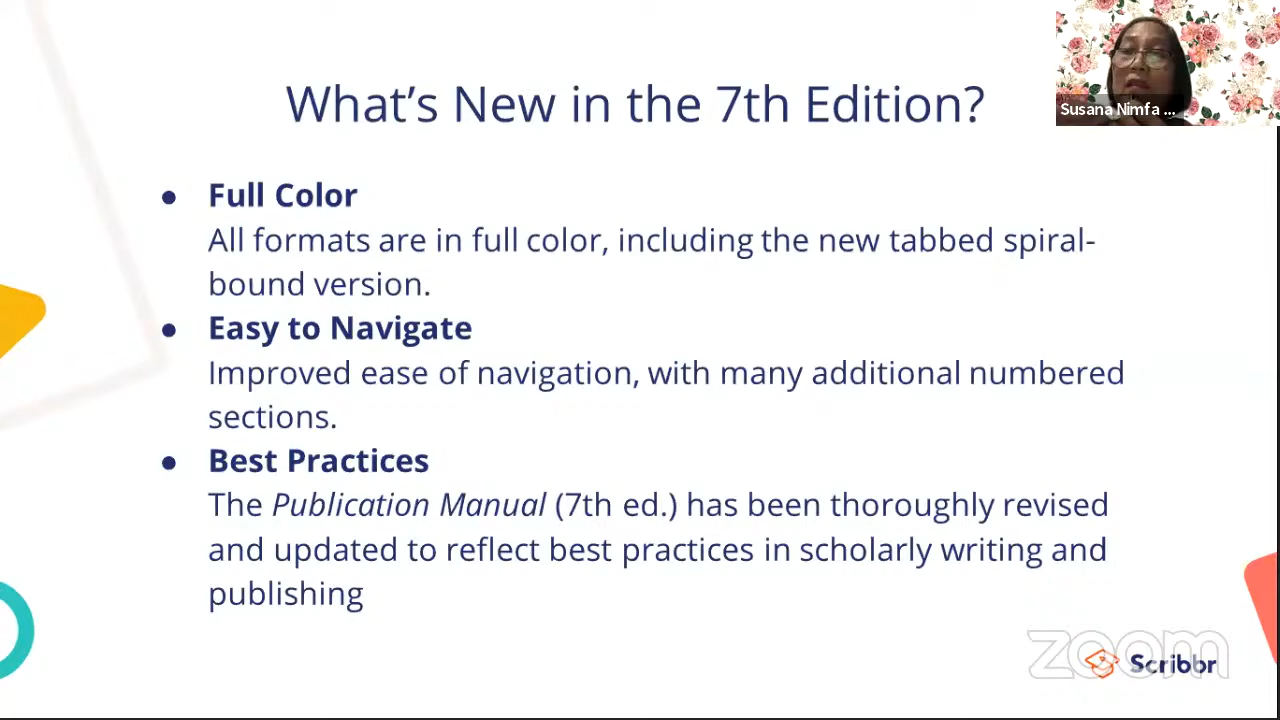 What's New in the 7th Edition?
Susana Nimfa ...
● Full Color
All formats are in full color, including the new tabbed spiral-
bound version.
● Easy to Navigate
Improved ease of navigation, with many additional numbered
sections.
● Best Practices
The Publication Manual (7th ed.) has been thoroughly revised
and updated to reflect best practices in scholarly writing and
publishing
zoom
Scribbr